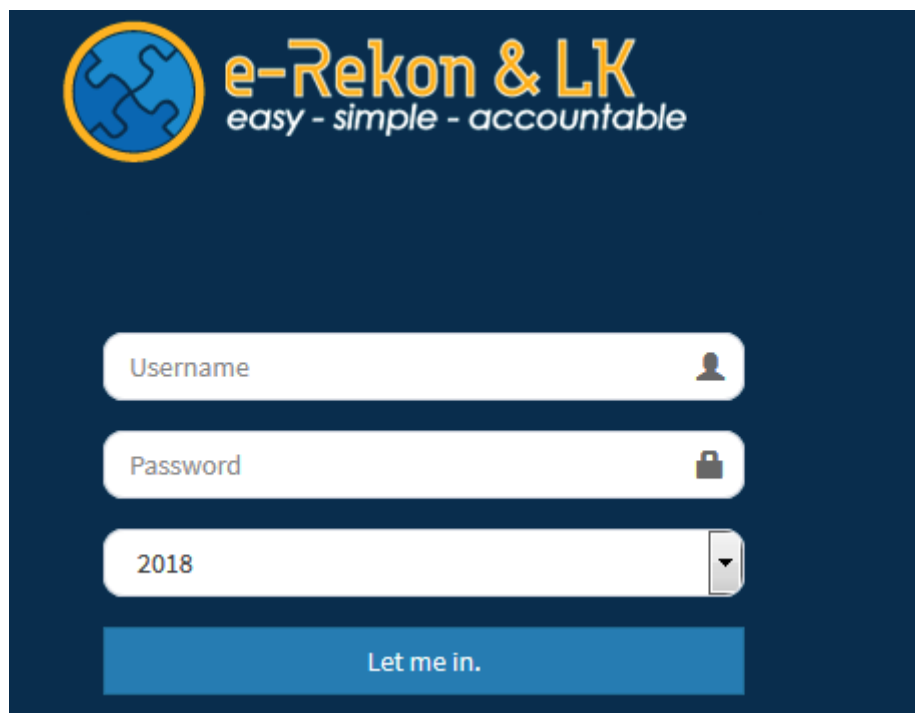 e-Rekon & LK
easy - simple - accountable
Username
Password
2018
Let me in.